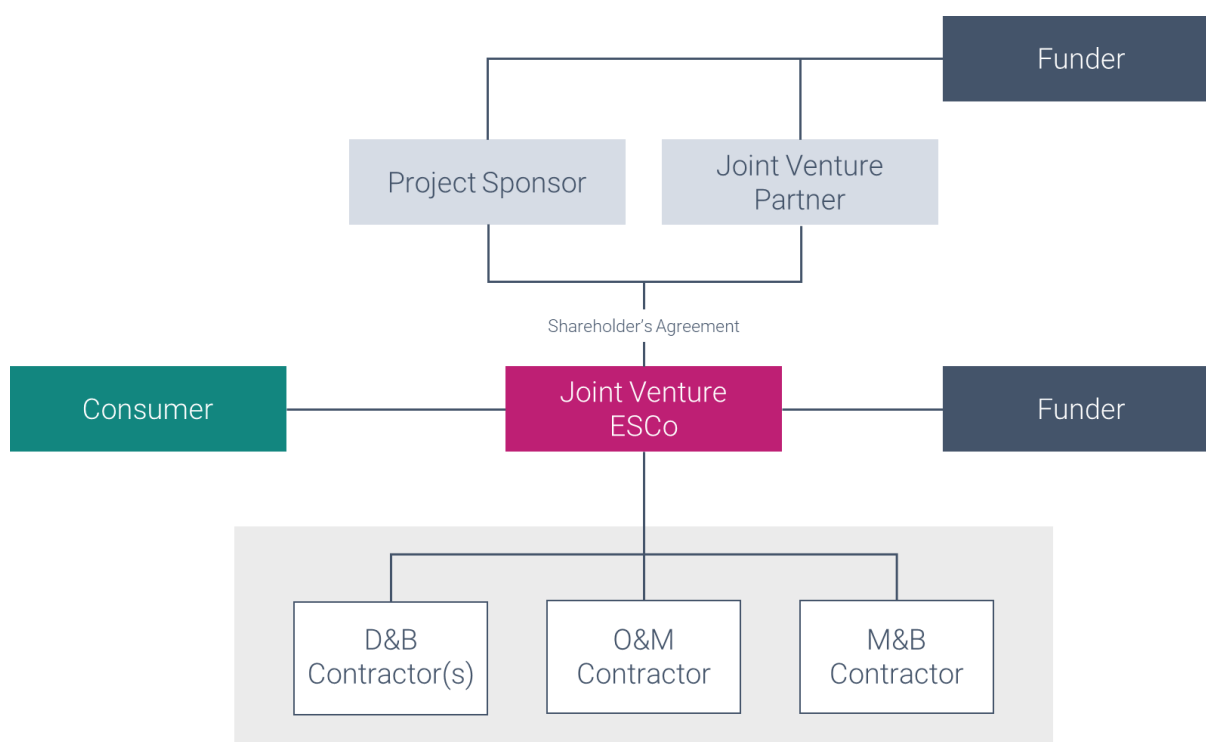 Funder
Project Sponsor
Joint Venture
Partner
Shareholder's Agreement
Consumer
Joint Venture
ESCo
Funder
D&B
Contractor(s)
O&M
Contractor
M&B
Contractor